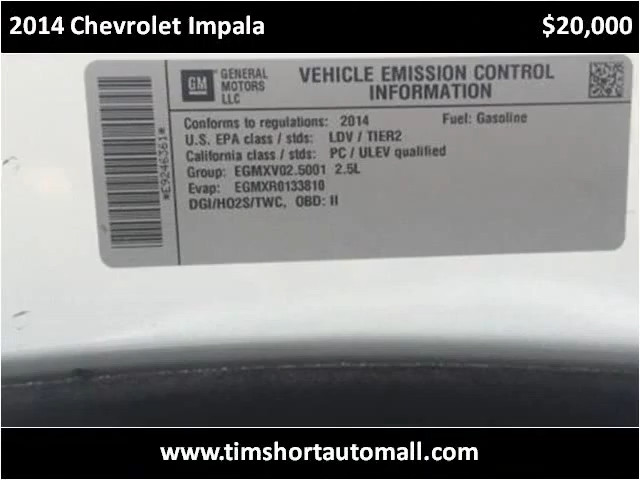 2014 Chevrolet Impala $20,000
GM GENERAL MOTORS LLC
VEHICLE EMISSION CONTROL
INFORMATION
Conforms to regulations: 2014 Fuel: Gasoline
U.S. EPA class / stds: LDV / TIER2
California class / stds: PC / ULEV qualified
Group: EGMXV02.5001 2.5L
Evap: EGMXR0133810
DGI/HO2S/TWC, OBD: II
*E9246361*
www.timshortautomall.com